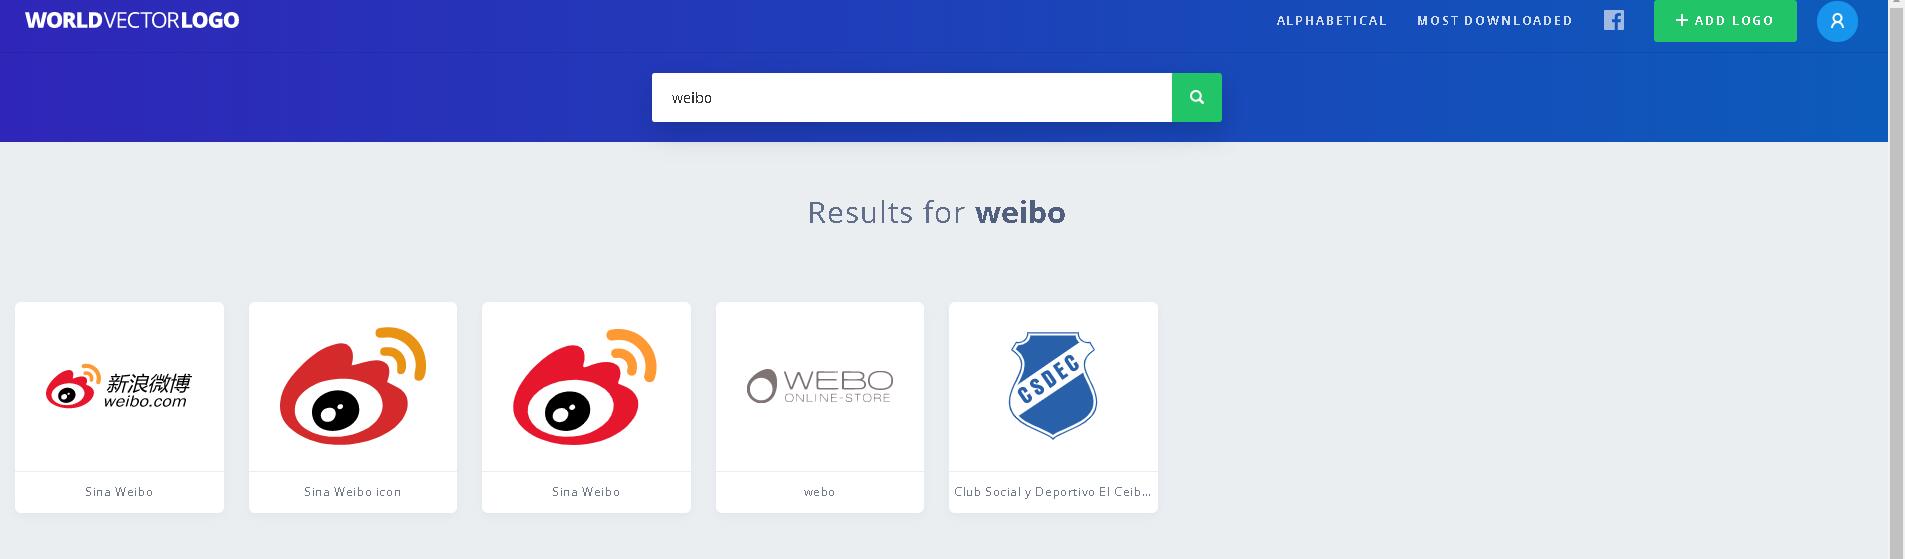 WORLDVECTORLOGO
ALPHABETICAL
MOST DOWNLOADED
ADD LOGO
weibo
Results for weibo
新浪微博
weibo.com
Sina Weibo
Sina Weibo icon
Sina Weibo
WEBO
ONLINE-STORE
webo
CSDEC
Club Social y Deportivo El Ceib...